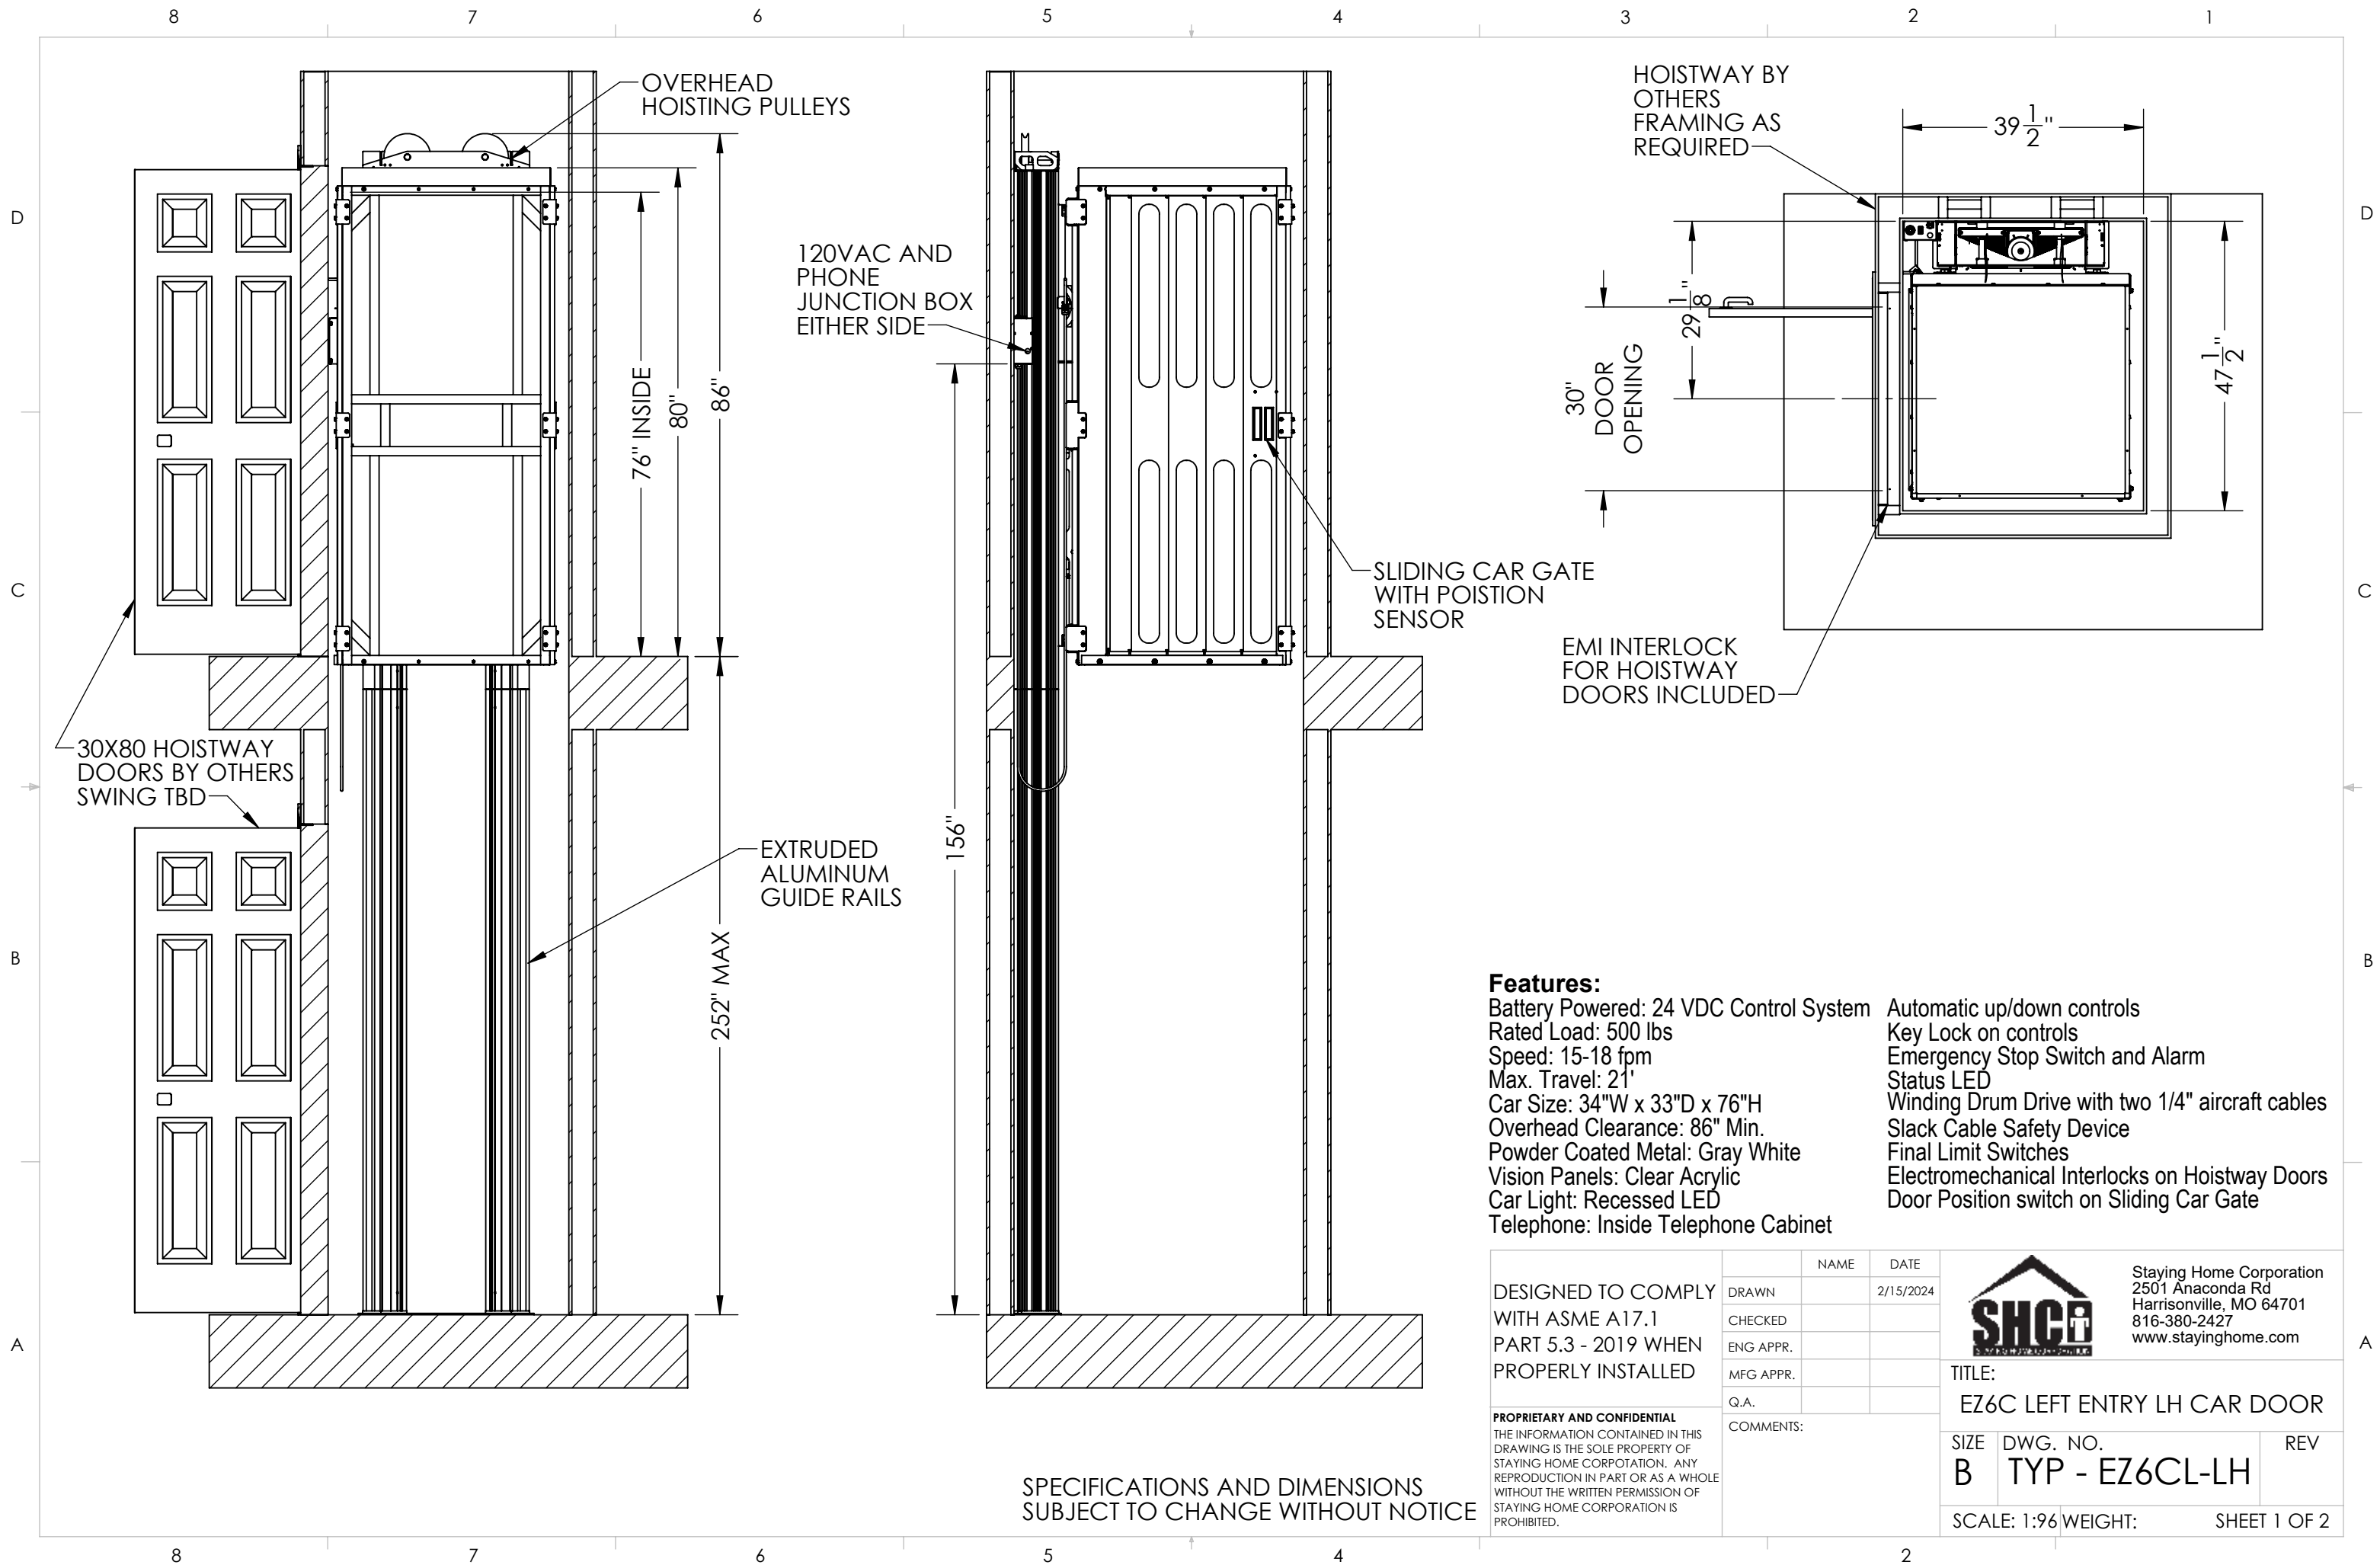 8 7 6 5 4 3 2 1
OVERHEAD
HOISTING PULLEYS
HOISTWAY BY
OTHERS
FRAMING AS
REQUIRED
39 1/2"
D
D
120VAC AND
PHONE
JUNCTION BOX
EITHER SIDE
76" INSIDE
80"
86"
29 1/8"
30"
DOOR
OPENING
47 1/2"
SLIDING CAR GATE
WITH POISTION
SENSOR
C
C
EMI INTERLOCK
FOR HOISTWAY
DOORS INCLUDED
30X80 HOISTWAY
DOORS BY OTHERS
SWING TBD
EXTRUDED
ALUMINUM
GUIDE RAILS
156"
252" MAX
B
B
Features:
Battery Powered: 24 VDC Control System
Rated Load: 500 lbs
Speed: 15-18 fpm
Max. Travel: 21'
Car Size: 34"W x 33"D x 76"H
Overhead Clearance: 86" Min.
Powder Coated Metal: Gray White
Vision Panels: Clear Acrylic
Car Light: Recessed LED
Telephone: Inside Telephone Cabinet
Automatic up/down controls
Key Lock on controls
Emergency Stop Switch and Alarm
Status LED
Winding Drum Drive with two 1/4" aircraft cables
Slack Cable Safety Device
Final Limit Switches
Electromechanical Interlocks on Hoistway Doors
Door Position switch on Sliding Car Gate
A
A
DESIGNED TO COMPLY
WITH ASME A17.1
PART 5.3 - 2019 WHEN
PROPERLY INSTALLED
PROPRIETARY AND CONFIDENTIAL
THE INFORMATION CONTAINED IN THIS
DRAWING IS THE SOLE PROPERTY OF
STAYING HOME CORPOTATION. ANY
REPRODUCTION IN PART OR AS A WHOLE
WITHOUT THE WRITTEN PERMISSION OF
STAYING HOME CORPORATION IS
PROHIBITED.
NAME DATE
DRAWN 2/15/2024
CHECKED
ENG APPR.
MFG APPR.
Q.A.
COMMENTS:
SHCi
Staying Home Corporation
2501 Anaconda Rd
Harrisonville, MO 64701
816-380-2427
www.stayinghome.com
TITLE:
EZ6C LEFT ENTRY LH CAR DOOR
SIZE DWG. NO. REV
B TYP - EZ6CL-LH
SCALE: 1:96 WEIGHT: SHEET 1 OF 2
SPECIFICATIONS AND DIMENSIONS
SUBJECT TO CHANGE WITHOUT NOTICE
8 7 6 5 4 2